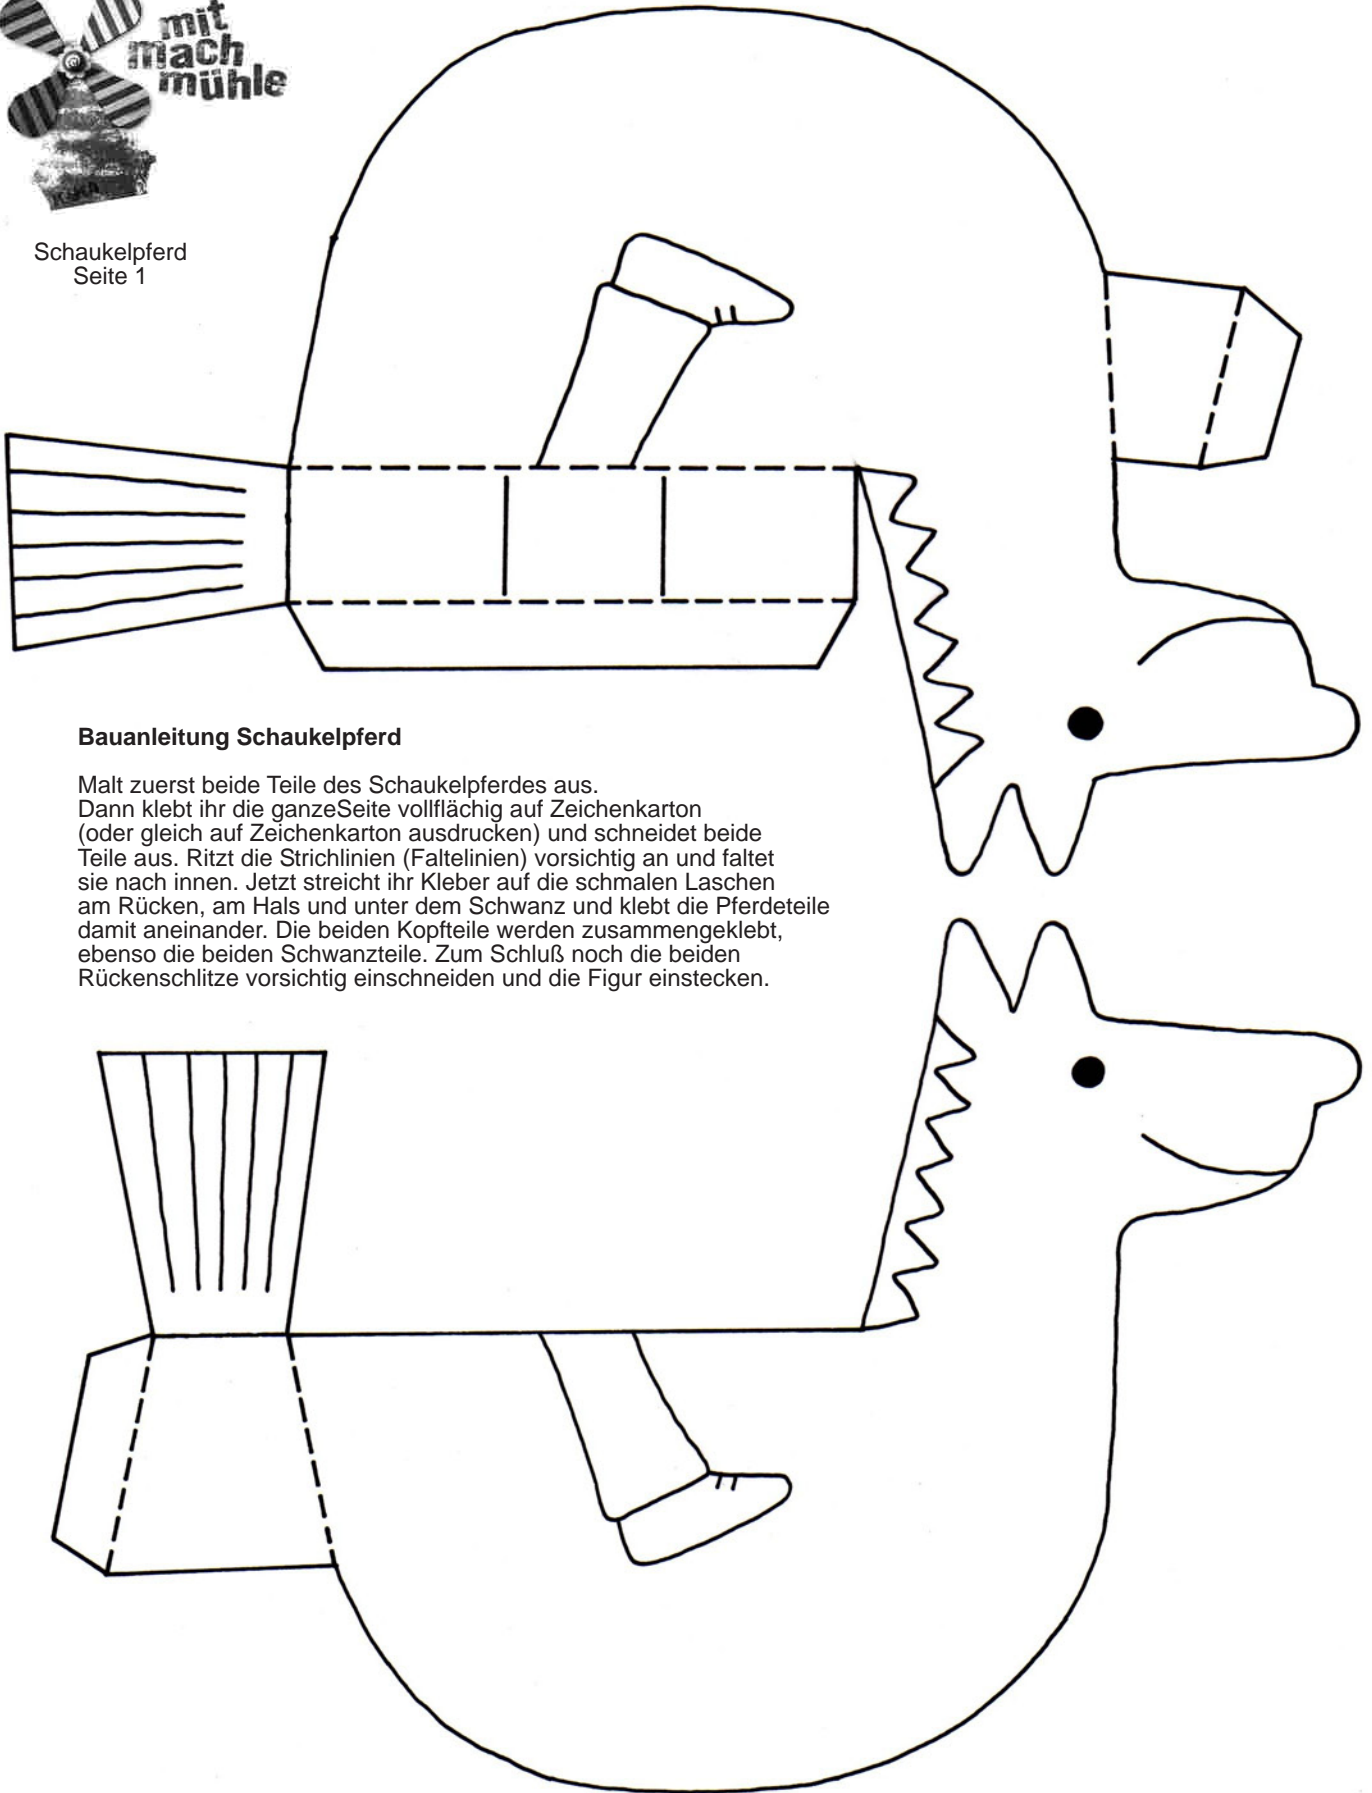 mit
mach
mühle
Schaukelpferd
Seite 1
Bauanleitung Schaukelpferd
Malt zuerst beide Teile des Schaukelpferdes aus.
Dann klebt ihr die ganzeSeite vollflächig auf Zeichenkarton
(oder gleich auf Zeichenkarton ausdrucken) und schneidet beide
Teile aus. Ritzt die Strichlinien (Faltelinien) vorsichtig an und faltet
sie nach innen. Jetzt streicht ihr Kleber auf die schmalen Laschen
am Rücken, am Hals und unter dem Schwanz und klebt die Pferdeteile
damit aneinander. Die beiden Kopfteile werden zusammengeklebt,
ebenso die beiden Schwanzteile. Zum Schluß noch die beiden
Rückenschlitze vorsichtig einschneiden und die Figur einstecken.